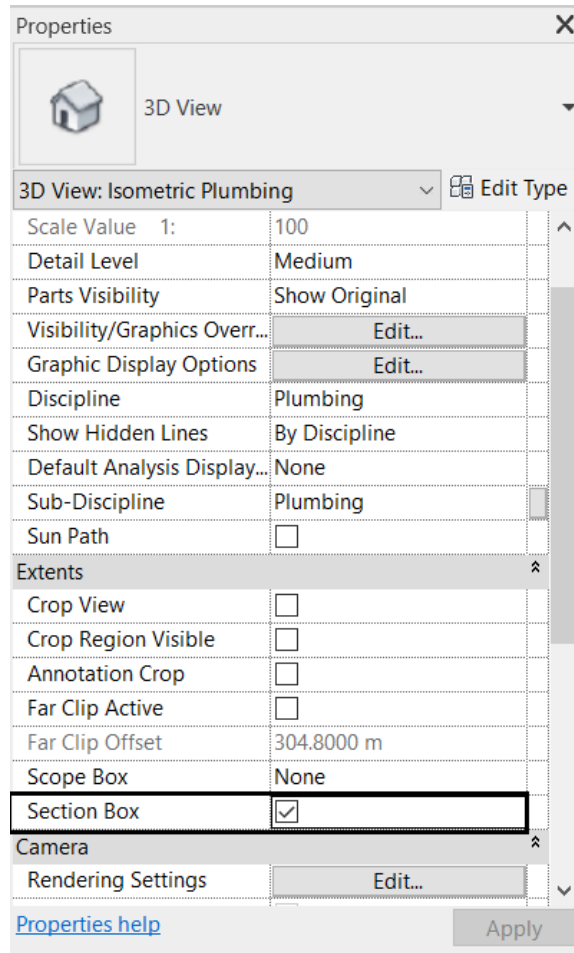 Properties
3D View
3D View: Isometric Plumbing Edit Type
Scale Value 1: 100
Detail Level Medium
Parts Visibility Show Original
Visibility/Graphics Overr... Edit...
Graphic Display Options Edit...
Discipline Plumbing
Show Hidden Lines By Discipline
Default Analysis Display... None
Sub-Discipline Plumbing
Sun Path
Extents
Crop View
Crop Region Visible
Annotation Crop
Far Clip Active
Far Clip Offset 304.8000 m
Scope Box None
Section Box
Camera
Rendering Settings Edit...
Properties help Apply